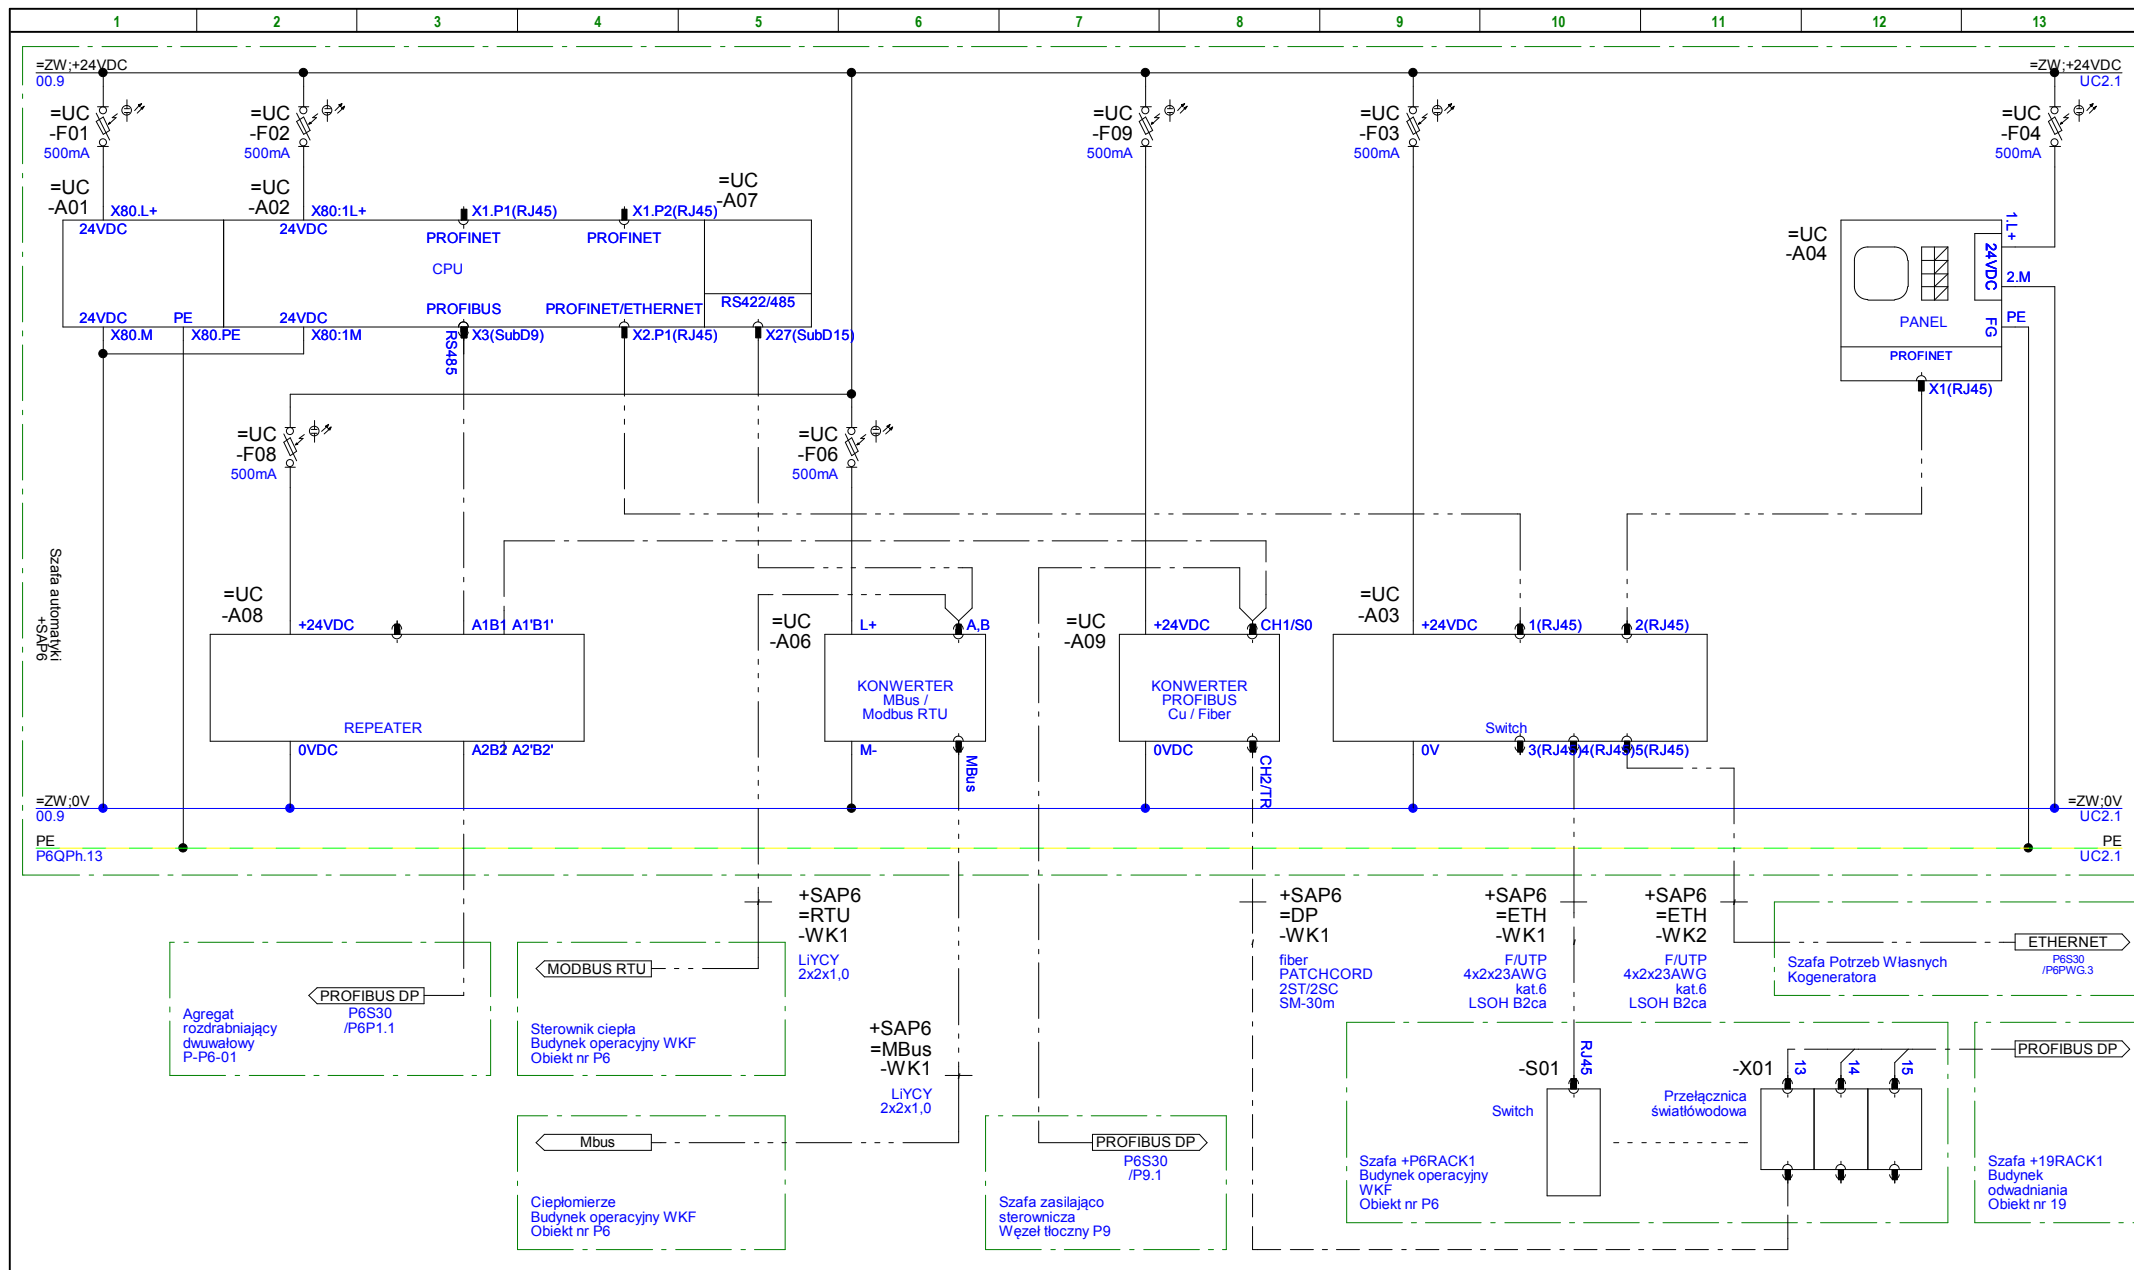 1 2 3 4 5 6 7 8 9 10 11 12 13
=ZW;+24VDC
00.9
=ZW;+24VDC
UC2.1
=UC
-F01
500mA
=UC
-F02
500mA
=UC
-F09
500mA
=UC
-F03
500mA
=UC
-F04
500mA
=UC
-A01
X80.L+
24VDC
24VDC
X80.M
PE
X80.PE
=UC
-A02
X80:1L+
24VDC
24VDC
X80:1M
X1.P1(RJ45)
PROFINET
X1.P2(RJ45)
PROFINET
CPU
PROFIBUS
X3(SubD9)
RS485
PROFINET/ETHERNET
X2.P1(RJ45)
=UC
-A07
RS422/485
X27(SubD15)
=UC
-A04
1.L+
24VDC
2.M
PANEL
FG
PE
PROFINET
X1(RJ45)
=UC
-F08
500mA
=UC
-F06
500mA
Szafa automatyki
+SAP6
=UC
-A08
+24VDC
A1B1 A1'B1'
REPEATER
0VDC
A2B2 A2'B2'
=UC
-A06
L+
A,B
KONWERTER
MBus /
Modbus RTU
M-
MBus
=UC
-A09
+24VDC
CH1/S0
KONWERTER
PROFIBUS
Cu / Fiber
0VDC
CH2/TR
=UC
-A03
+24VDC
1(RJ45)
2(RJ45)
Switch
0V
3(RJ45)
4(RJ45)
5(RJ45)
=ZW;0V
00.9
=ZW;0V
UC2.1
PE
P6QPh.13
PE
UC2.1
+SAP6
=RTU
-WK1
LiYCY
2x2x1,0
+SAP6
=DP
-WK1
fiber
PATCHCORD
2ST/2SC
SM-30m
+SAP6
=ETH
-WK1
F/UTP
4x2x23AWG
kat.6
LSOH B2ca
+SAP6
=ETH
-WK2
F/UTP
4x2x23AWG
kat.6
LSOH B2ca
ETHERNET
P6S30
/P6PWG.3
Szafa Potrzeb Własnych
Kogeneratora
PROFIBUS DP
P6S30
/P6P1.1
Agregat
rozdrabniający
dwuwałowy
P-P6-01
MODBUS RTU
Sterownik ciepła
Budynek operacyjny WKF
Obiekt nr P6
+SAP6
=MBus
-WK1
LiYCY
2x2x1,0
Mbus
Ciepłomierze
Budynek operacyjny WKF
Obiekt nr P6
PROFIBUS DP
P6S30
/P9.1
Szafa zasilająco
sterownicza
Węzeł tłoczny P9
-S01
RJ45
Switch
-X01
13
14
15
Przełącznica
światłowodowa
Szafa +P6RACK1
Budynek operacyjny
WKF
Obiekt nr P6
PROFIBUS DP
Szafa +19RACK1
Budynek
odwadniania
Obiekt nr 19